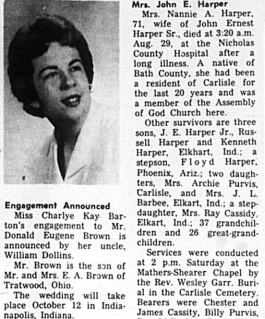 Engagement Announced
Miss Charlye Kay Bar-
ton's engagement to Mr.
Donald Eugene Brown is
announced by her uncle,
William Dollins.
Mr. Brown is the son of
Mr. and Mrs. E. A. Brown of
Tratwood, Ohio.
The wedding will take
place October 12 in India-
napolis, Indiana.
Mrs. John E. Harper
Mrs. Nannie A. Harper,
71, wife of John Ernest
Harper Sr., died at 3:20 a.m.
Aug. 29, at the Nicholas
County Hospital after a
long illness. A native of
Bath County, she had been
a resident of Carlisle for
the last 20 years and was
a member of the Assembly
of God Church here.
Other survivors are three
sons, J. E. Harper Jr., Rus-
sell Harper and Kenneth
Harper, Elkhart, Ind.; a
stepson, Floyd Harper,
Phoenix, Ariz.; two daugh-
ters, Mrs. Archie Purvis,
Carlisle, and Mrs. J. L.
Barbee, Elkart, Ind.; a step-
daughter, Mrs. Ray Cassidy,
Elkart, Ind.; 37 grandchil-
dren and 26 great-grand-
children.
Services were conducted
at 2 p.m. Saturday at the
Mathers-Shearer Chapel by
the Rev. Wesley Garr. Buri-
al in the Carlisle Cemetery.
Bearers were Chester and
James Cassity, Billy Purvis,